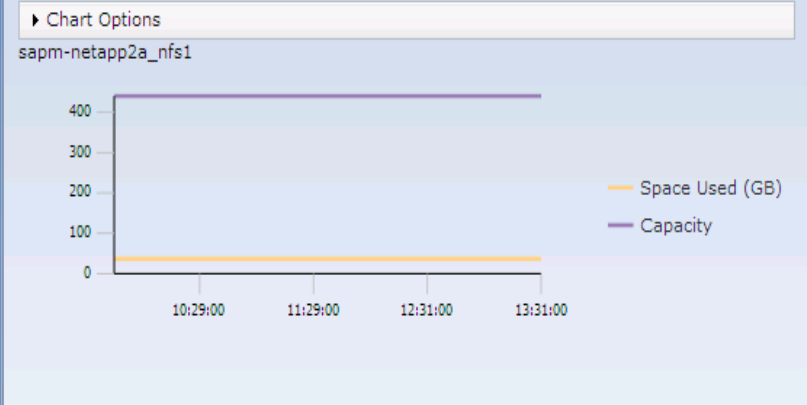 Chart Options
sapm-netapp2a_nfs1
400
300
200
100
0
10:29:00 11:29:00 12:31:00 13:31:00
Space Used (GB)
Capacity